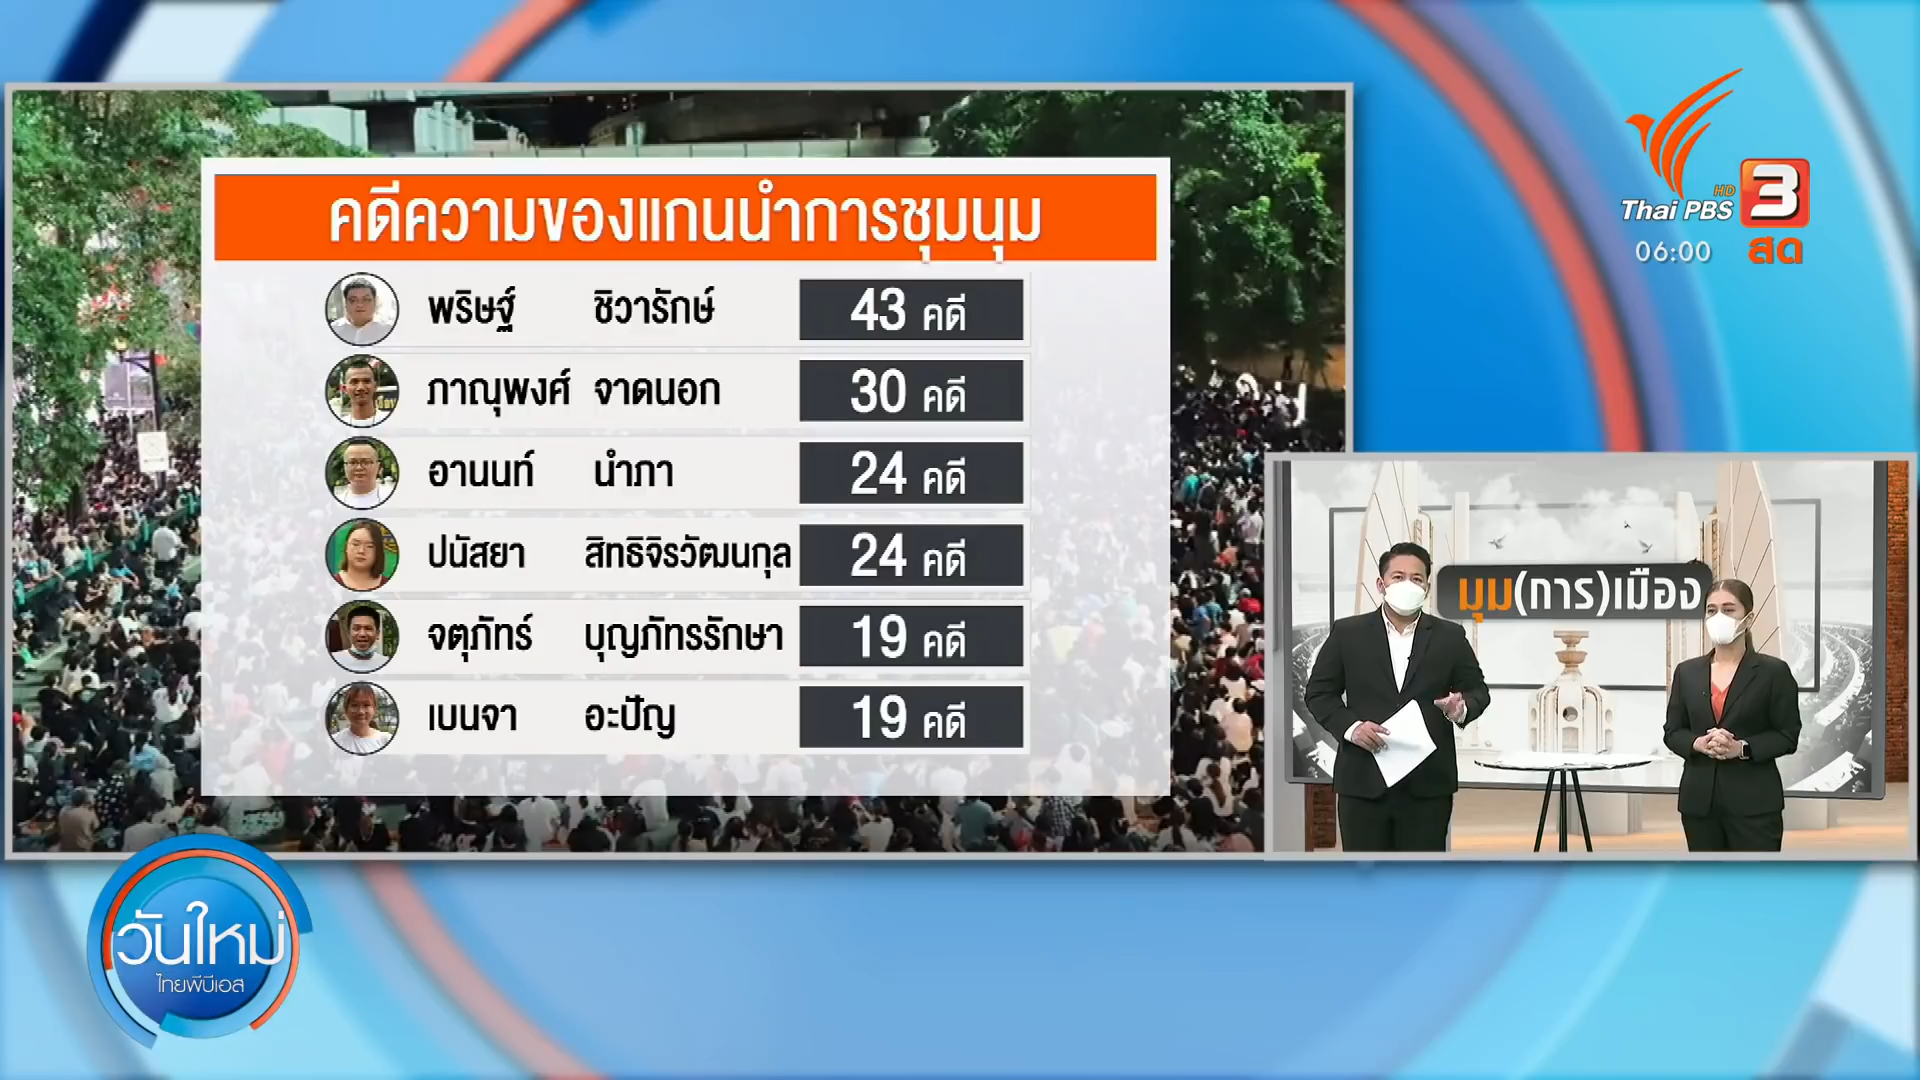 คดีความของแกนนำการชุมนุม
พริษฐ์ ชิวารักษ์ 43 คดี
ภาณุพงศ์ จาดนอก 30 คดี
อานนท์ นำภา 24 คดี
ปนัสยา สิทธิจิรวัฒนกุล 24 คดี
จตุภัทร์ บุญภัทรรักษา 19 คดี
เบนจา อะปัญ 19 คดี
HD
Thai PBS 3
06:00 สด
มุม(การ)เมือง
วันใหม่
ไทยพีบีเอส